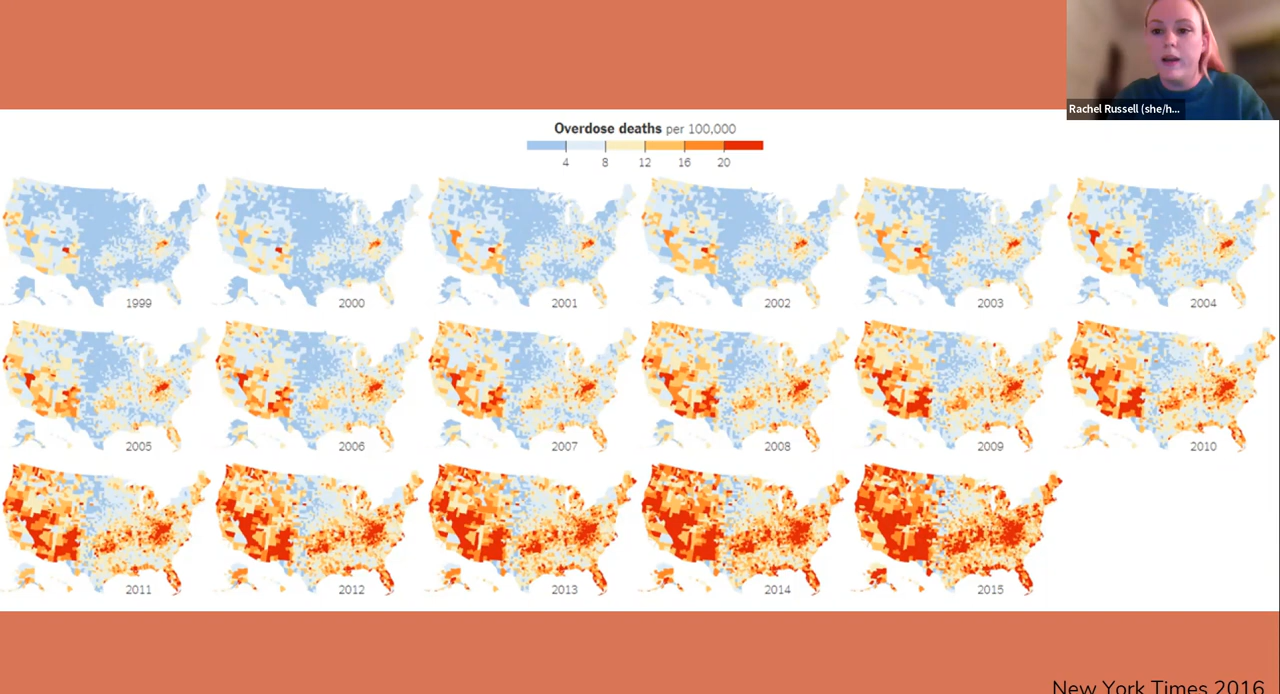 Rachel Russell (she/h...
Overdose deaths per 100,000
4 8 12 16 20
1999 2000 2001 2002 2003 2004
2005 2006 2007 2008 2009 2010
2011 2012 2013 2014 2015
New York Times 2016